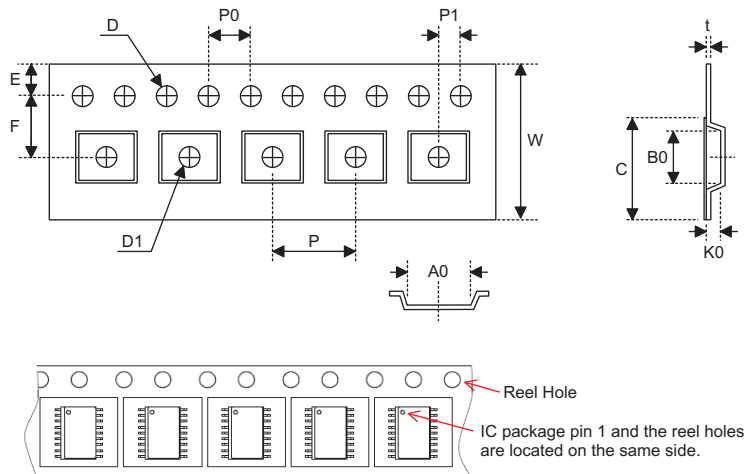 D
P0
P1
t
E
F
W
C
B0
D1
P
A0
K0
Reel Hole
IC package pin 1 and the reel holes
are located on the same side.